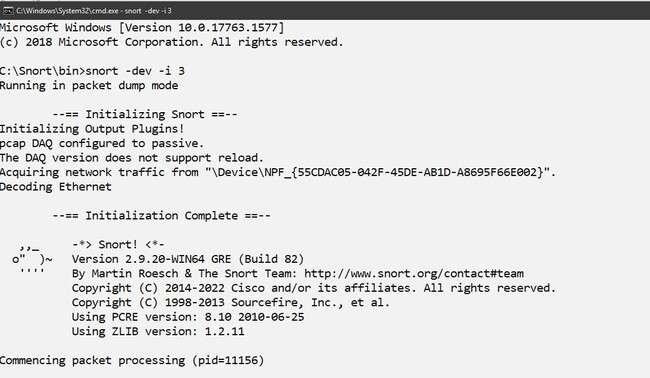 C:\Windows\System32\cmd.exe - snort -dev -i 3
Microsoft Windows [Version 10.0.17763.1577]
(c) 2018 Microsoft Corporation. All rights reserved.
C:\Snort\bin>snort -dev -i 3
Running in packet dump mode
--== Initializing Snort ==--
Initializing Output Plugins!
pcap DAQ configured to passive.
The DAQ version does not support reload.
Acquiring network traffic from "\Device\NPF_{55CDAC05-042F-45DE-AB1D-A8695F66E002}".
Decoding Ethernet
--== Initialization Complete ==--
,,_     -*> Snort! <*-
o"  )~   Version 2.9.20-WIN64 GRE (Build 82)
''''    By Martin Roesch & The Snort Team: http://www.snort.org/contact#team
Copyright (C) 2014-2022 Cisco and/or its affiliates. All rights reserved.
Copyright (C) 1998-2013 Sourcefire, Inc., et al.
Using PCRE version: 8.10 2010-06-25
Using ZLIB version: 1.2.11
Commencing packet processing (pid=11156)